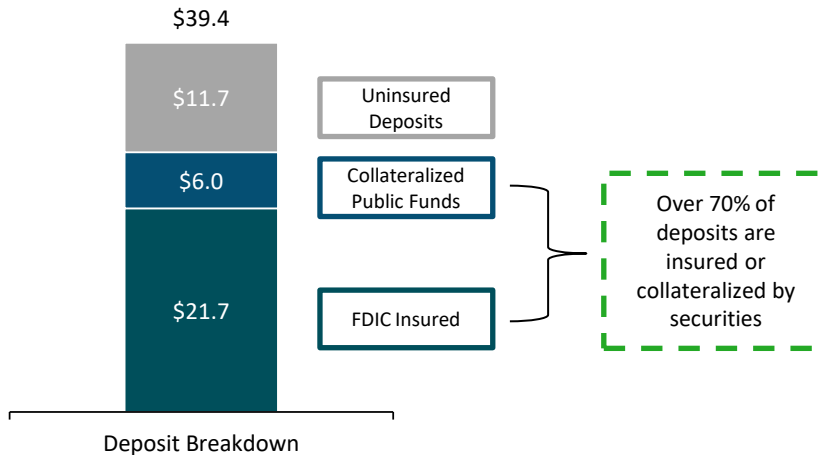 $39.4
$11.7
Uninsured
Deposits
$6.0
Collateralized
Public Funds
$21.7
FDIC Insured
Over 70% of
deposits are
insured or
collateralized by
securities
Deposit Breakdown